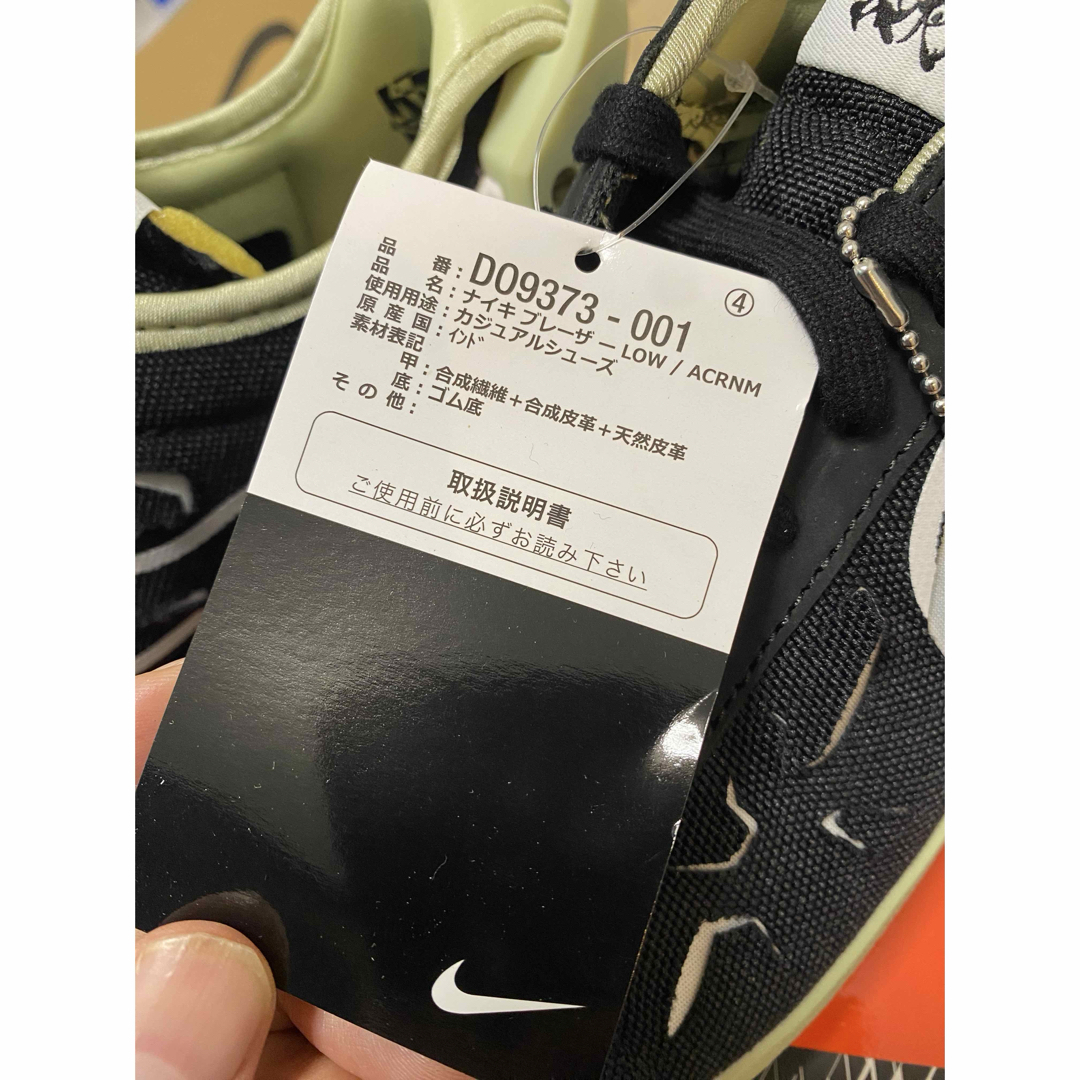 ④
品番：DO9373 - 001
品名：ナイキ ブレーザー LOW / ACRNM
使用用途：カジュアルシューズ
原産国：インド
素材表記
甲：合成繊維＋合成皮革＋天然皮革
底：ゴム底
その他：
取扱説明書
ご使用前に必ずお読み下さい